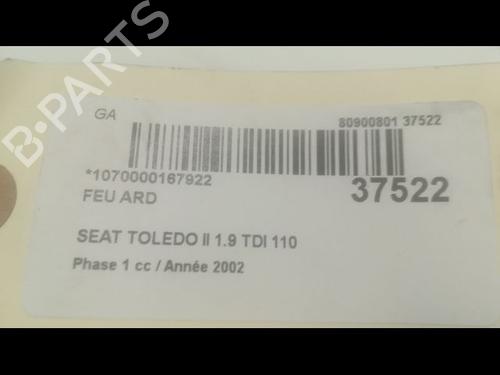 GA
80900801 37522
*1070000167922
37522
FEU ARD
SEAT TOLEDO II 1.9 TDI 110
Phase 1 cc / Année 2002
B-PARTS